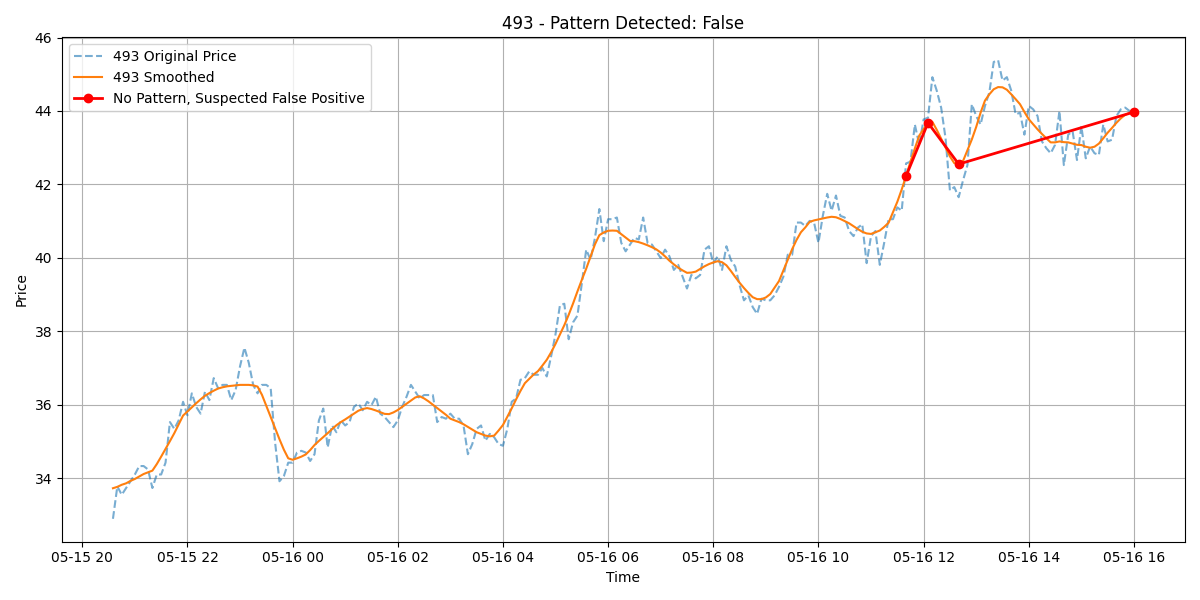 493 - Pattern Detected: False
493 Original Price
493 Smoothed
No Pattern, Suspected False Positive
Price
46
44
42
40
38
36
34
05-15 20 05-15 22 05-16 00 05-16 02 05-16 04 05-16 06 05-16 08 05-16 10 05-16 12 05-16 14 05-16 16
Time